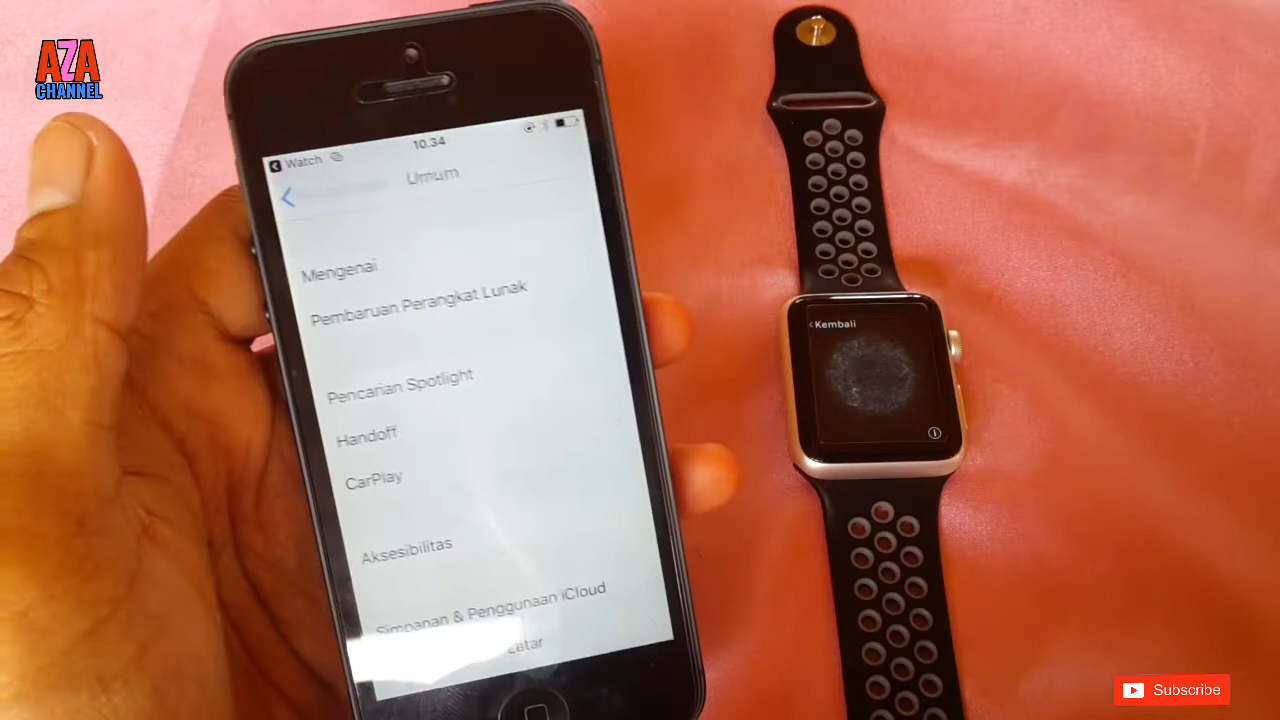 AZA
CHANNEL
Watch
10.34
Umum
Mengenai
Pembaruan Perangkat Lunak
Pencarian Spotlight
Handoff
CarPlay
Aksesibilitas
Simpanan & Penggunaan iCloud
Latar
Kembali
Subscribe